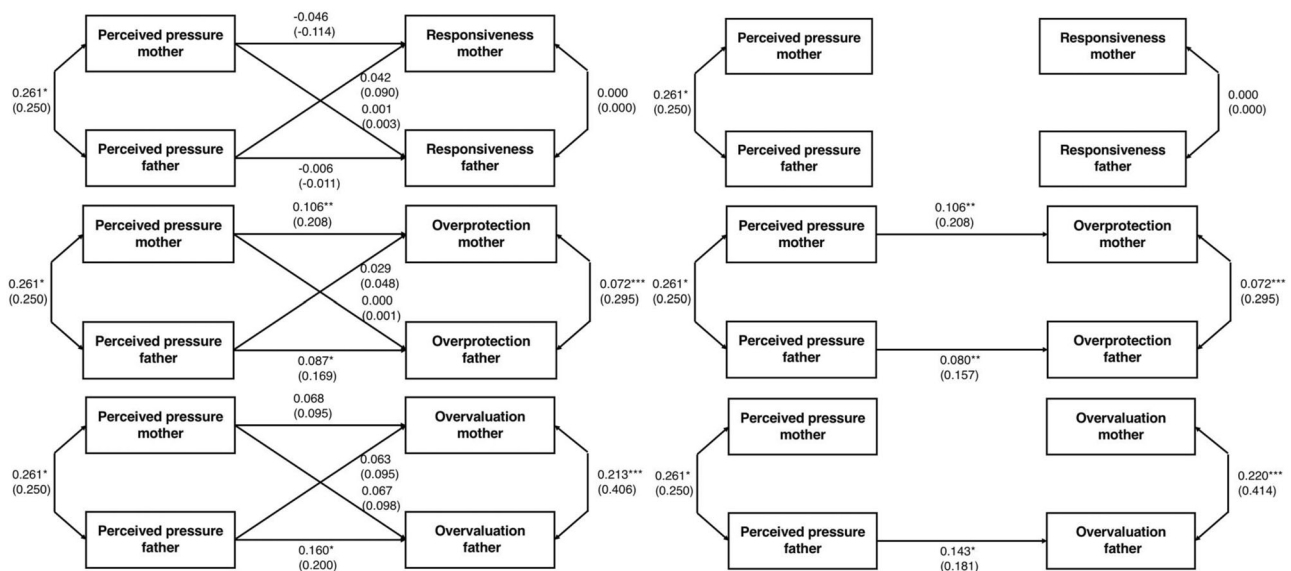 -0.046
(-0.114)
Perceived pressure
mother
Responsiveness
mother
0.261*
(0.250)
0.042
(0.090)
0.001
(0.003)
0.000
(0.000)
Perceived pressure
father
Responsiveness
father
-0.006
(-0.011)
0.106**
(0.208)
Perceived pressure
mother
Overprotection
mother
0.261*
(0.250)
0.029
(0.048)
0.000
(0.001)
0.072***
(0.295)
Perceived pressure
father
Overprotection
father
0.087*
(0.169)
0.068
(0.095)
Perceived pressure
mother
Overvaluation
mother
0.261*
(0.250)
0.063
(0.095)
0.067
(0.098)
0.213***
(0.406)
Perceived pressure
father
Overvaluation
father
0.160*
(0.200)
Perceived pressure
mother
Responsiveness
mother
0.261*
(0.250)
0.000
(0.000)
Perceived pressure
father
Responsiveness
father
0.106**
(0.208)
Perceived pressure
mother
Overprotection
mother
0.261*
(0.250)
0.072***
(0.295)
Perceived pressure
father
Overprotection
father
0.080**
(0.157)
Perceived pressure
mother
Overvaluation
mother
0.261*
(0.250)
0.220***
(0.414)
Perceived pressure
father
Overvaluation
father
0.143*
(0.181)